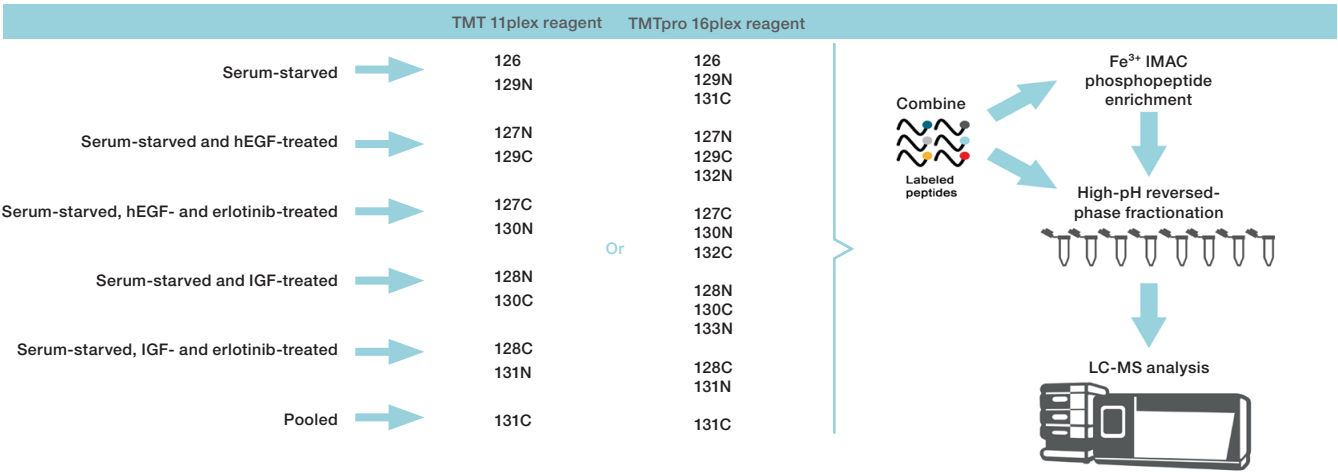 TMT 11plex reagent
TMTpro 16plex reagent
Serum-starved
126
129N
126
129N
131C
Serum-starved and hEGF-treated
127N
129C
127N
129C
132N
Serum-starved, hEGF- and erlotinib-treated
127C
130N
127C
130N
132C
Or
Serum-starved and IGF-treated
128N
130C
128N
130C
133N
Serum-starved, IGF- and erlotinib-treated
128C
131N
128C
131N
Pooled
131C
131C
Combine
Labeled
peptides
Fe³⁺ IMAC
phosphopeptide
enrichment
High-pH reversed-
phase fractionation
LC-MS analysis